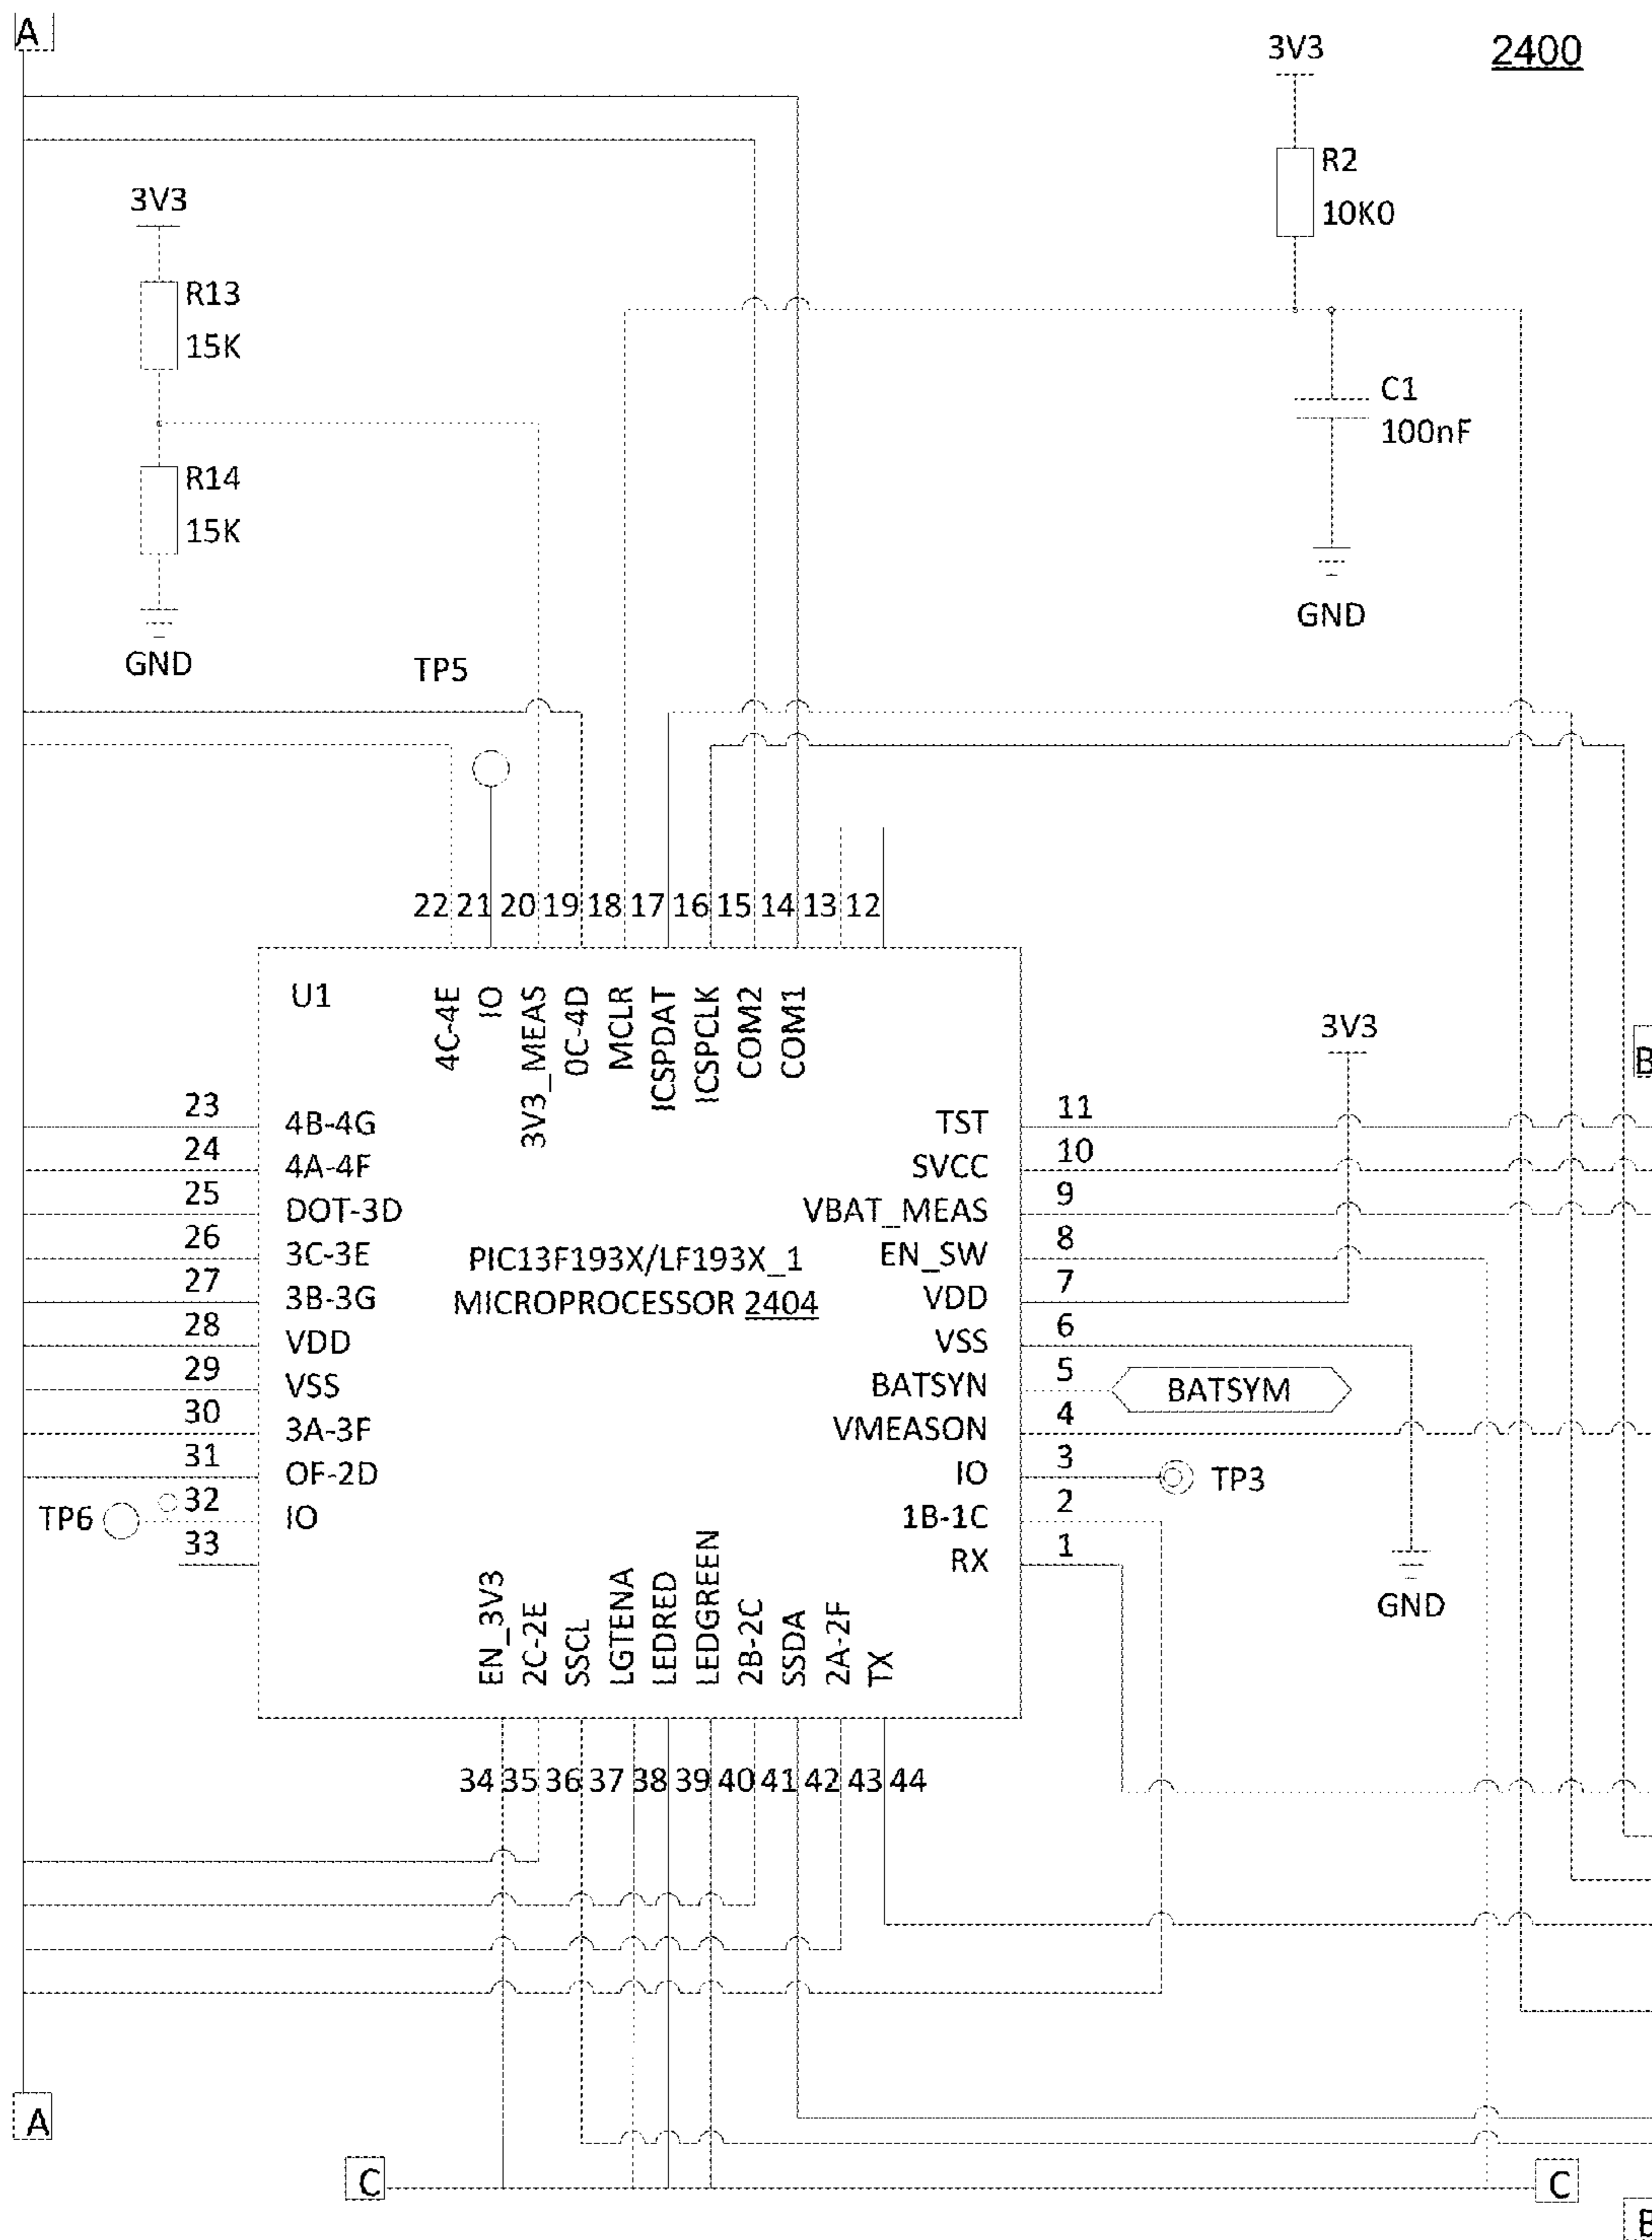 A
2400
3V3
R2
10K0
3V3
R13
15K
C1
100nF
R14
15K
GND
GND
TP5
22 21 20 19 18 17 16 15 14 13 12
U1
4C-4E
IO
3V3_MEAS
0C-4D
MCLR
ICSPDAT
ICSPCLK
COM2
COM1
3V3
B
23 4B-4G
24 4A-4F
25 DOT-3D
26 3C-3E
27 3B-3G
28 VDD
29 VSS
30 3A-3F
31 OF-2D
TP6 32 IO
33
PIC13F193X/LF193X_1
MICROPROCESSOR 2404
TST 11
SVCC 10
VBAT_MEAS 9
EN_SW 8
VDD 7
VSS 6
BATSYN 5 BATSYM
VMEASON 4
IO 3 TP3
1B-1C 2
RX 1
GND
EN_3V3
2C-2E
SSCL
LGTENA
LEDRED
LEDGREEN
2B-2C
SSDA
2A-2F
TX
34 35 36 37 38 39 40 41 42 43 44
A
C
C